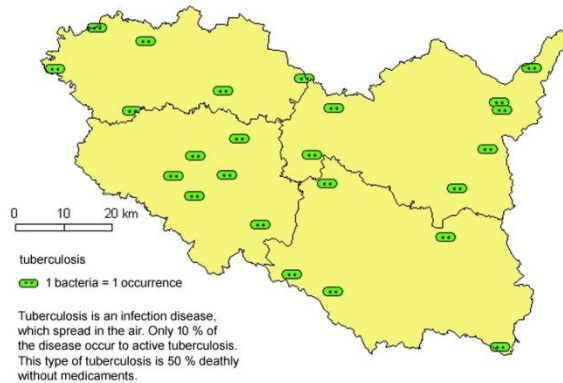 0 10 20 km
tuberculosis
1 bacteria = 1 occurrence
Tuberculosis is an infection disease,
which spread in the air. Only 10 % of
the disease occur to active tuberculosis.
This type of tuberculosis is 50 % deathly
without medicaments.